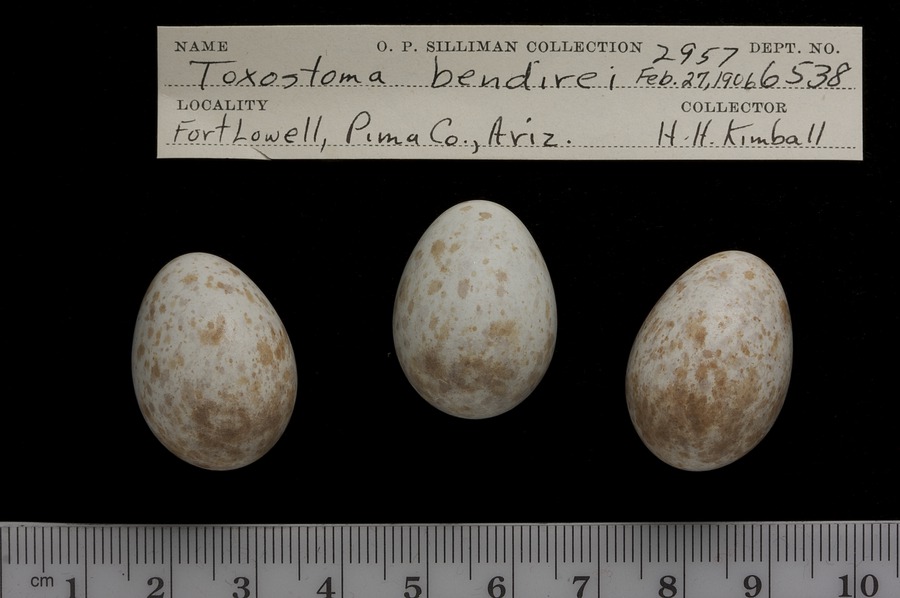 NAME O. P. SILLIMAN COLLECTION 2957 DEPT. NO.
Toxostoma bendirei Feb. 27, 1906 6538
LOCALITY COLLECTOR
Fort Lowell, Pima Co., Ariz. H. H. Kimball
cm 1 2 3 4 5 6 7 8 9 10